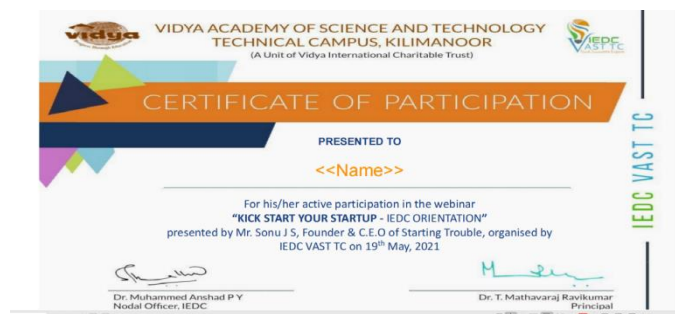 vidya
VIDYA ACADEMY OF SCIENCE AND TECHNOLOGY
TECHNICAL CAMPUS, KILIMANOOR
(A Unit of Vidya International Charitable Trust)
IEDC
VAST TC
CERTIFICATE OF PARTICIPATION
PRESENTED TO
<<Name>>
For his/her active participation in the webinar
"KICK START YOUR STARTUP - IEDC ORIENTATION"
presented by Mr. Sonu J S, Founder & C.E.O of Starting Trouble, organised by
IEDC VAST TC on 19th May, 2021
IEDC VAST TC
Dr. Muhammed Anshad P Y
Nodal Officer, IEDC
Dr. T. Mathavaraj Ravikumar
Principal